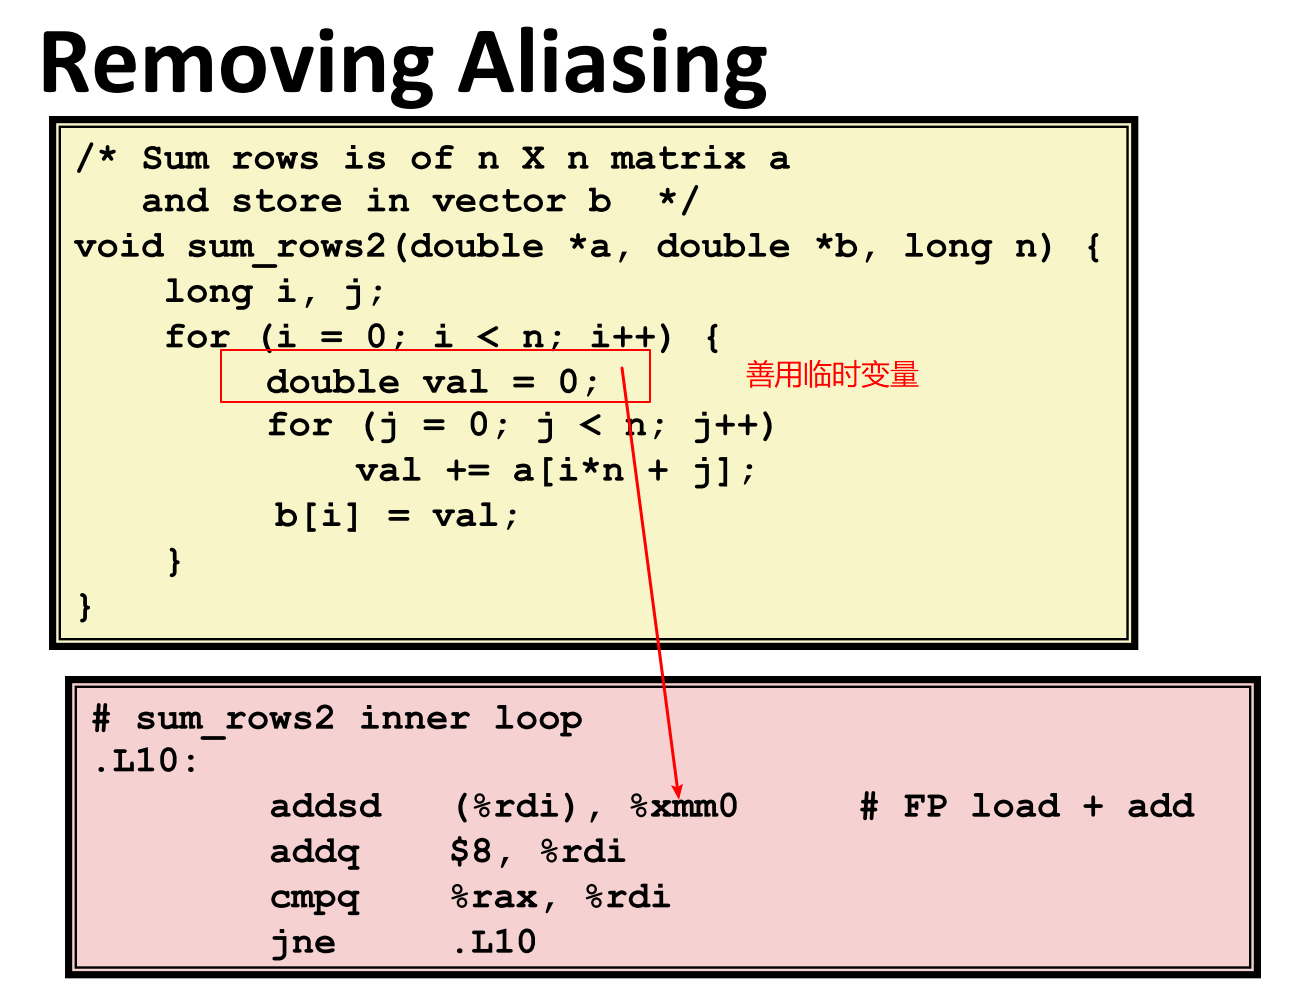 Removing Aliasing
/* Sum rows is of n X n matrix a
and store in vector b */
void sum_rows2(double *a, double *b, long n) {
long i, j;
for (i = 0; i < n; i++) {
double val = 0;
善用临时变量
for (j = 0; j < n; j++)
val += a[i*n + j];
b[i] = val;
}
}
# sum_rows2 inner loop
.L10:
addsd (%rdi), %xmm0 # FP load + add
addq $8, %rdi
cmpq %rax, %rdi
jne .L10